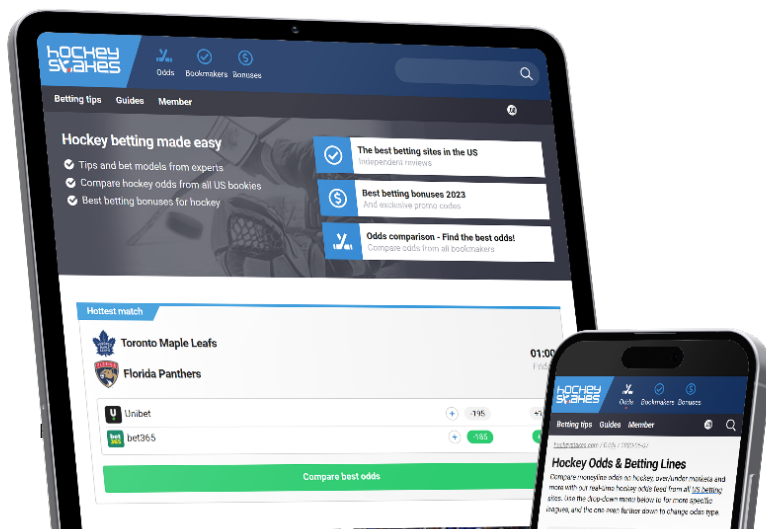 hockey
stakes
Odds
Bookmakers
Bonuses
Betting tips
Guides
Member
Hockey betting made easy
Tips and bet models from experts
Compare hockey odds from all US bookies
Best betting bonuses for hockey
The best betting sites in the US
Independent reviews
Best betting bonuses 2023
And exclusive promo codes
Odds comparison - Find the best odds!
Compare odds from all bookmakers
Hottest match
Toronto Maple Leafs
01:00
Florida Panthers
FLORIDA
U Unibet
+ -195
bet365 bet365
+ -185
Compare best odds
hockey
stakes
Odds
Bookmakers
Bonuses
Betting tips
Guides
Member
hockeystakes.com / Odds /
Hockey Odds & Betting Lines
Compare moneyline odds on hockey, over/under markets and
more with our real-time hockey odds feed from all US betting
sites. Use the drop-down menu below to for more specific
leagues, and the one even further down to change odds type.